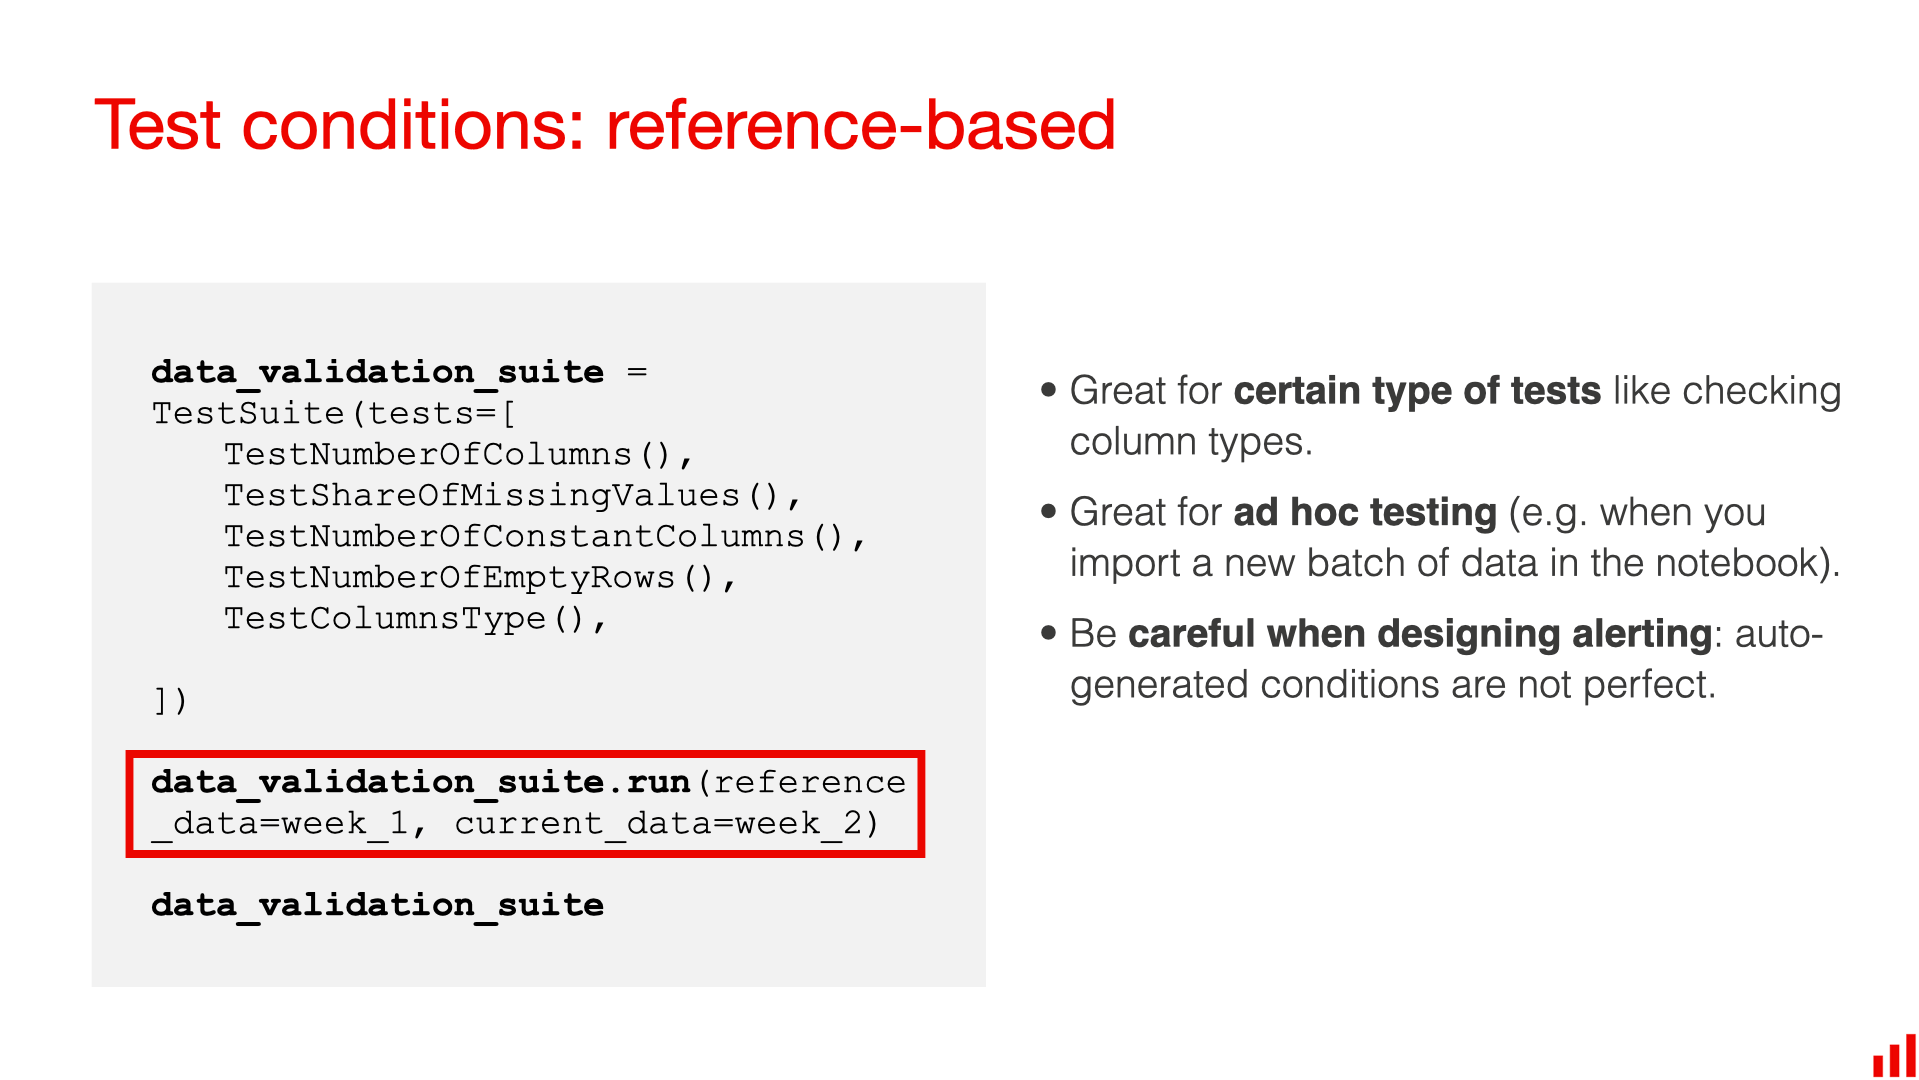 Test conditions: reference-based
data_validation_suite =
TestSuite(tests=[
TestNumberOfColumns(),
TestShareOfMissingValues(),
TestNumberOfConstantColumns(),
TestNumberOfEmptyRows(),
TestColumnsType(),
])
data_validation_suite.run(reference
_data=week_1, current_data=week_2)
data_validation_suite
• Great for certain type of tests like checking
column types.
• Great for ad hoc testing (e.g. when you
import a new batch of data in the notebook).
• Be careful when designing alerting: auto-
generated conditions are not perfect.